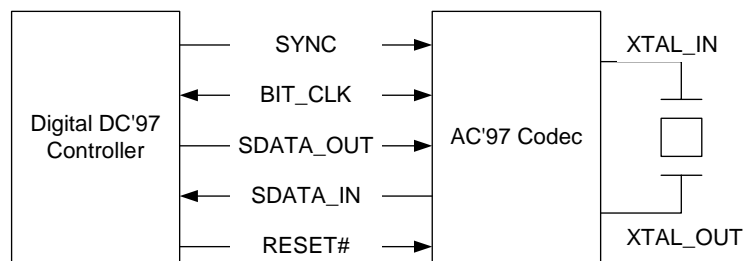 SYNC
XTAL_IN
BIT_CLK
Digital DC'97
Controller
SDATA_OUT
AC'97 Codec
SDATA_IN
RESET#
XTAL_OUT